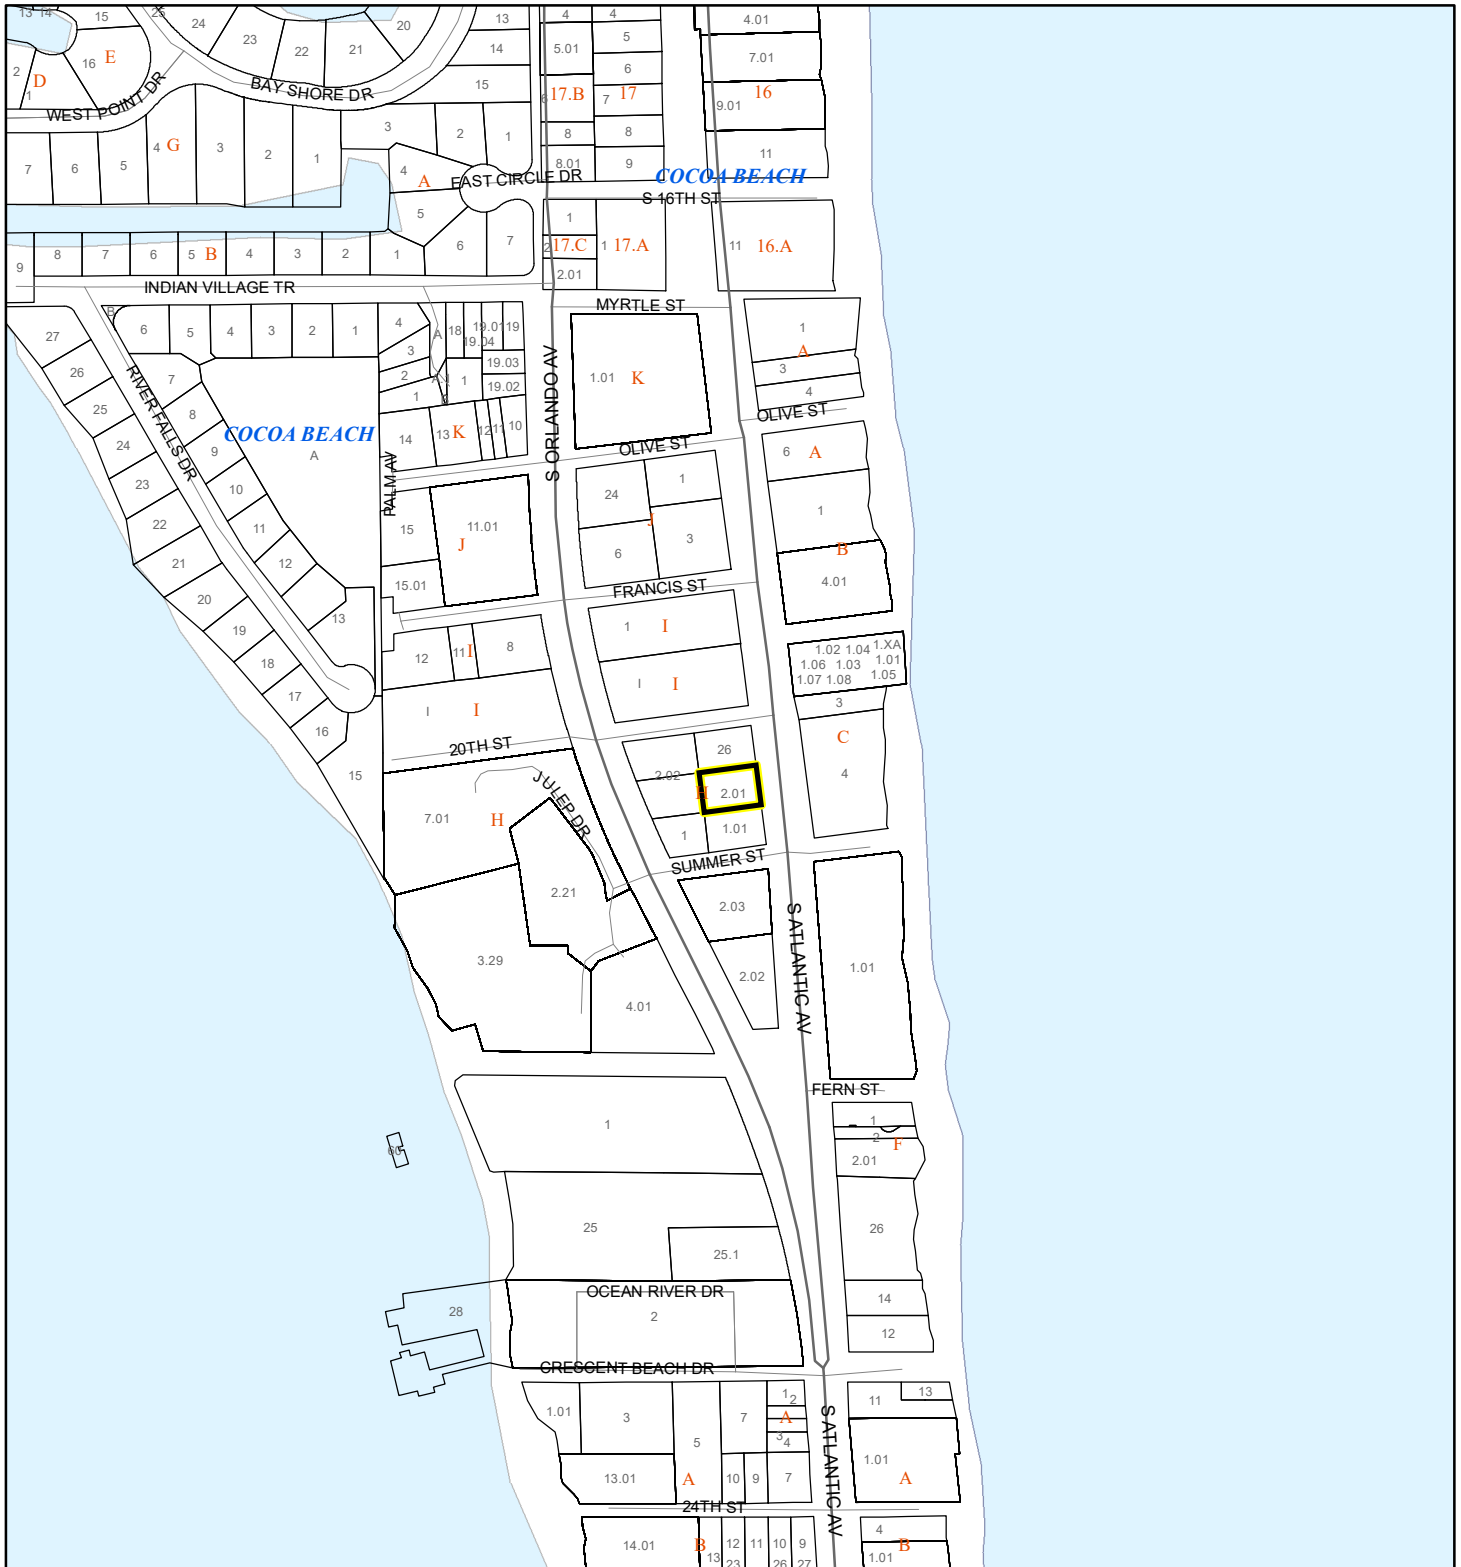 13 14
15
25
24
23
22
21
20
13
14
15
16
E
2
D
1
WEST POINT DR
BAY SHORE DR
4
4
5.01
5
6
6
17.B
7
17
8
8
8.01
9
4.01
7.01
16
9.01
11
COCOA BEACH
7
6
5
4
G
3
2
1
3
2
1
4
A
EAST CIRCLE DR
S 16TH ST
5
6
7
1
2
17.C
1
17.A
2.01
11
16.A
9
8
7
6
5
B
4
3
2
1
INDIAN VILLAGE TR
MYRTLE ST
27
26
25
24
23
22
21
20
19
18
17
16
15
B
6
5
4
3
2
1
7
8
9
10
11
12
13
RIVER FALLS DR
COCOA BEACH
A
4
3
2
1
A
18
19.01
19
19.04
19.03
19.02
1
14
13
K
12
11
10
PALM AV
S ORLANDO AV
1.01
K
1
A
3
4
OLIVE ST
OLIVE ST
15
11.01
J
15.01
24
1
J
6
3
6
A
1
B
4.01
FRANCIS ST
12
11
I
8
I
I
1
I
I
I
1.02 1.04 1.XA
1.06 1.03 1.01
1.07 1.08 1.05
3
C
4
20TH ST
JULEP DR
7.01
H
2.02
26
H
2.01
1
1.01
SUMMER ST
2.21
3.29
4.01
2.03
2.02
S ATLANTIC AV
1.01
FERN ST
1
60
1
2
F
2.01
25
25.1
26
OCEAN RIVER DR
2
28
14
12
CRESCENT BEACH DR
1.01
3
5
7
1
2
A
3
4
13.01
A
10
9
7
S ATLANTIC AV
11
13
1.01
A
24TH ST
14.01
B
13
12
23
11
10
26
9
27
4
B
1.01